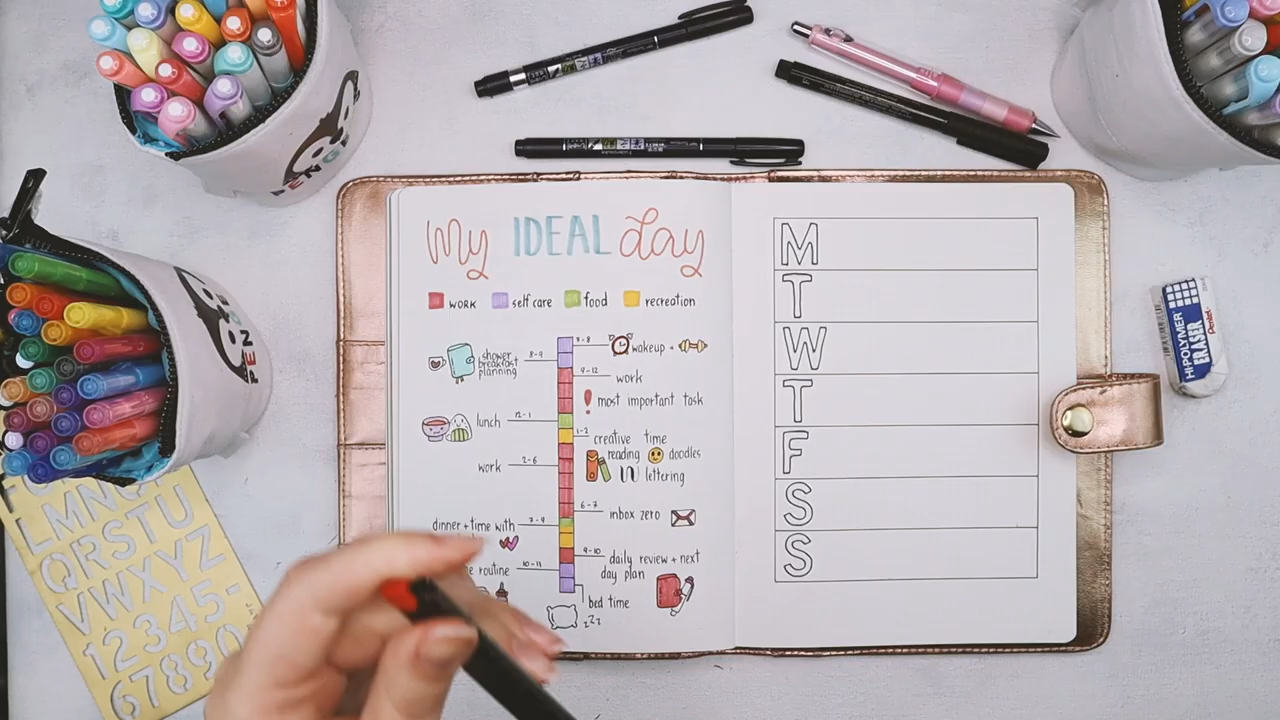 My IDEAL day
WORK self care food recreation
8-8
wakeup +
shower
breakfast
planning
8-9
9-12
work
! most important task
lunch
12-1
1-2
creative time
reading doodles
lettering
work
2-6
6-7
inbox zero
dinner + time with
7-9
9-10
daily review + next
day plan
routine
10-11
bed time
zzz
M
T
W
T
F
S
S
PENGEM
HI-POLYMER
ERASER
Pentel
LMNO
QRSTU
VWXYZ
12345-
67890